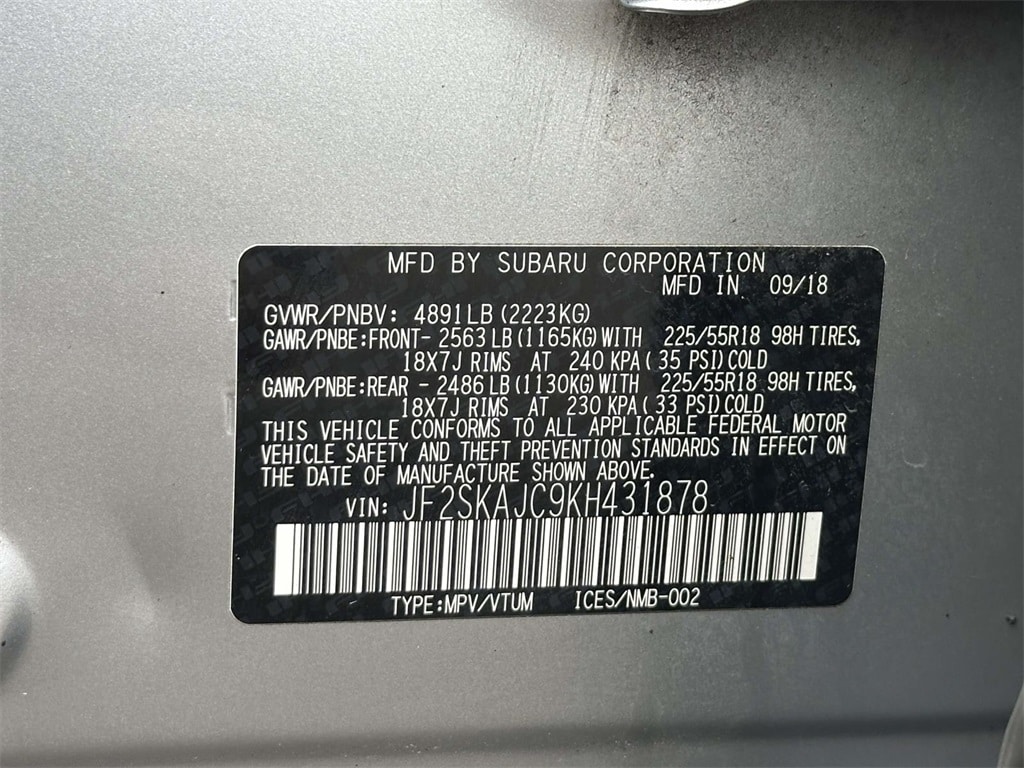 MFD BY SUBARU CORPORATION
MFD IN 09/18
GVWR/PNBV: 4891LB (2223KG)
GAWR/PNBE:FRONT- 2563 LB (1165KG) WITH 225/55R18 98H TIRES,
18X7J RIMS AT 240 KPA( 35 PSI) COLD
GAWR/PNBE:REAR - 2486 LB (1130KG) WITH 225/55R18 98H TIRES,
18X7J RIMS AT 230 KPA( 33 PSI) COLD
THIS VEHICLE CONFORMS TO ALL APPLICABLE FEDERAL MOTOR
VEHICLE SAFETY AND THEFT PREVENTION STANDARDS IN EFFECT ON
THE DATE OF MANUFACTURE SHOWN ABOVE.
VIN: JF2SKAJC9KH431878
TYPE:MPV/VTUM ICES/NMB-002